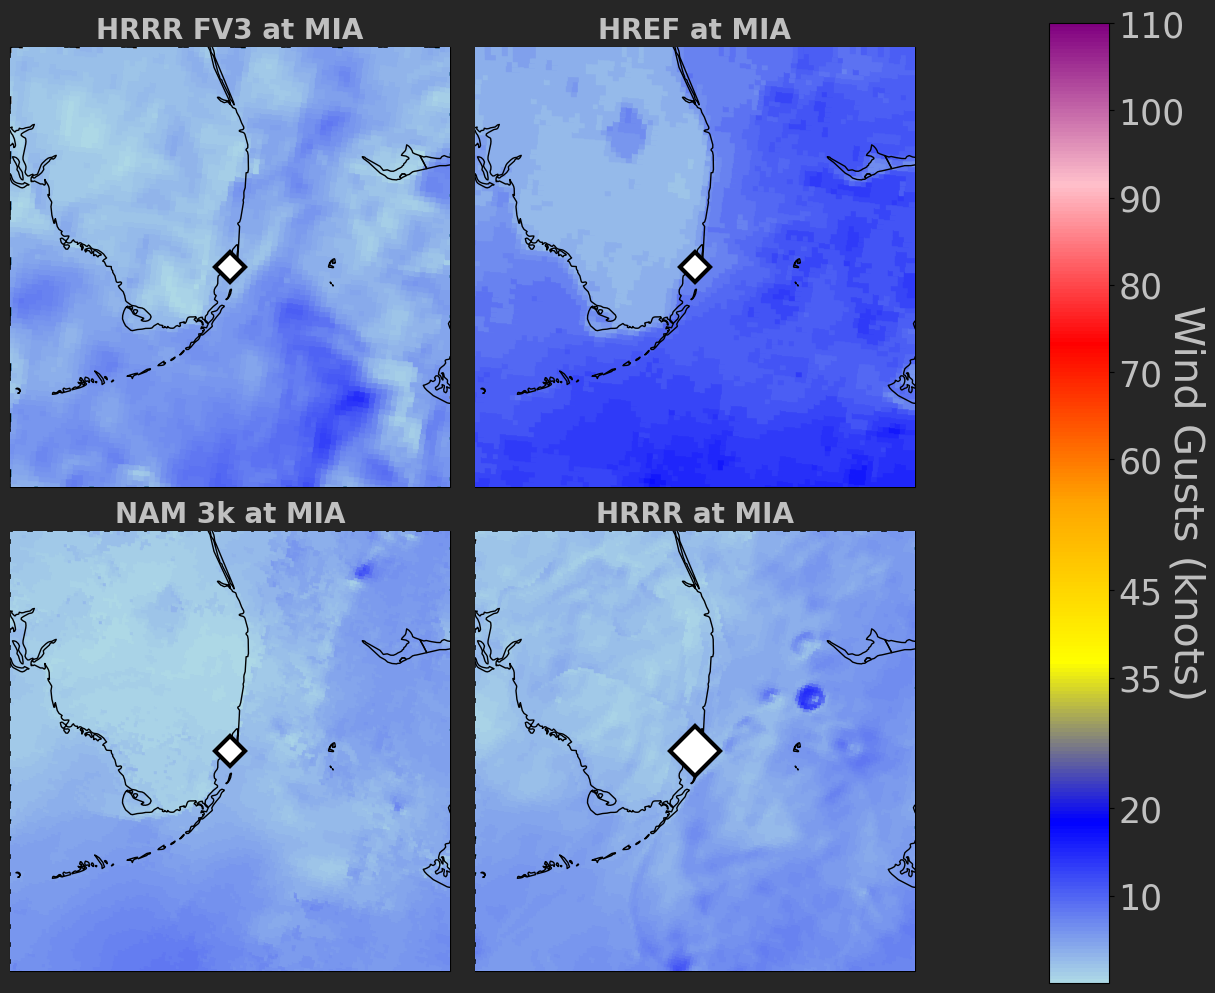 HRRR FV3 at MIA
HREF at MIA
NAM 3k at MIA
HRRR at MIA
110
100
90
80
70
60
45
35
20
10
Wind Gusts (knots)